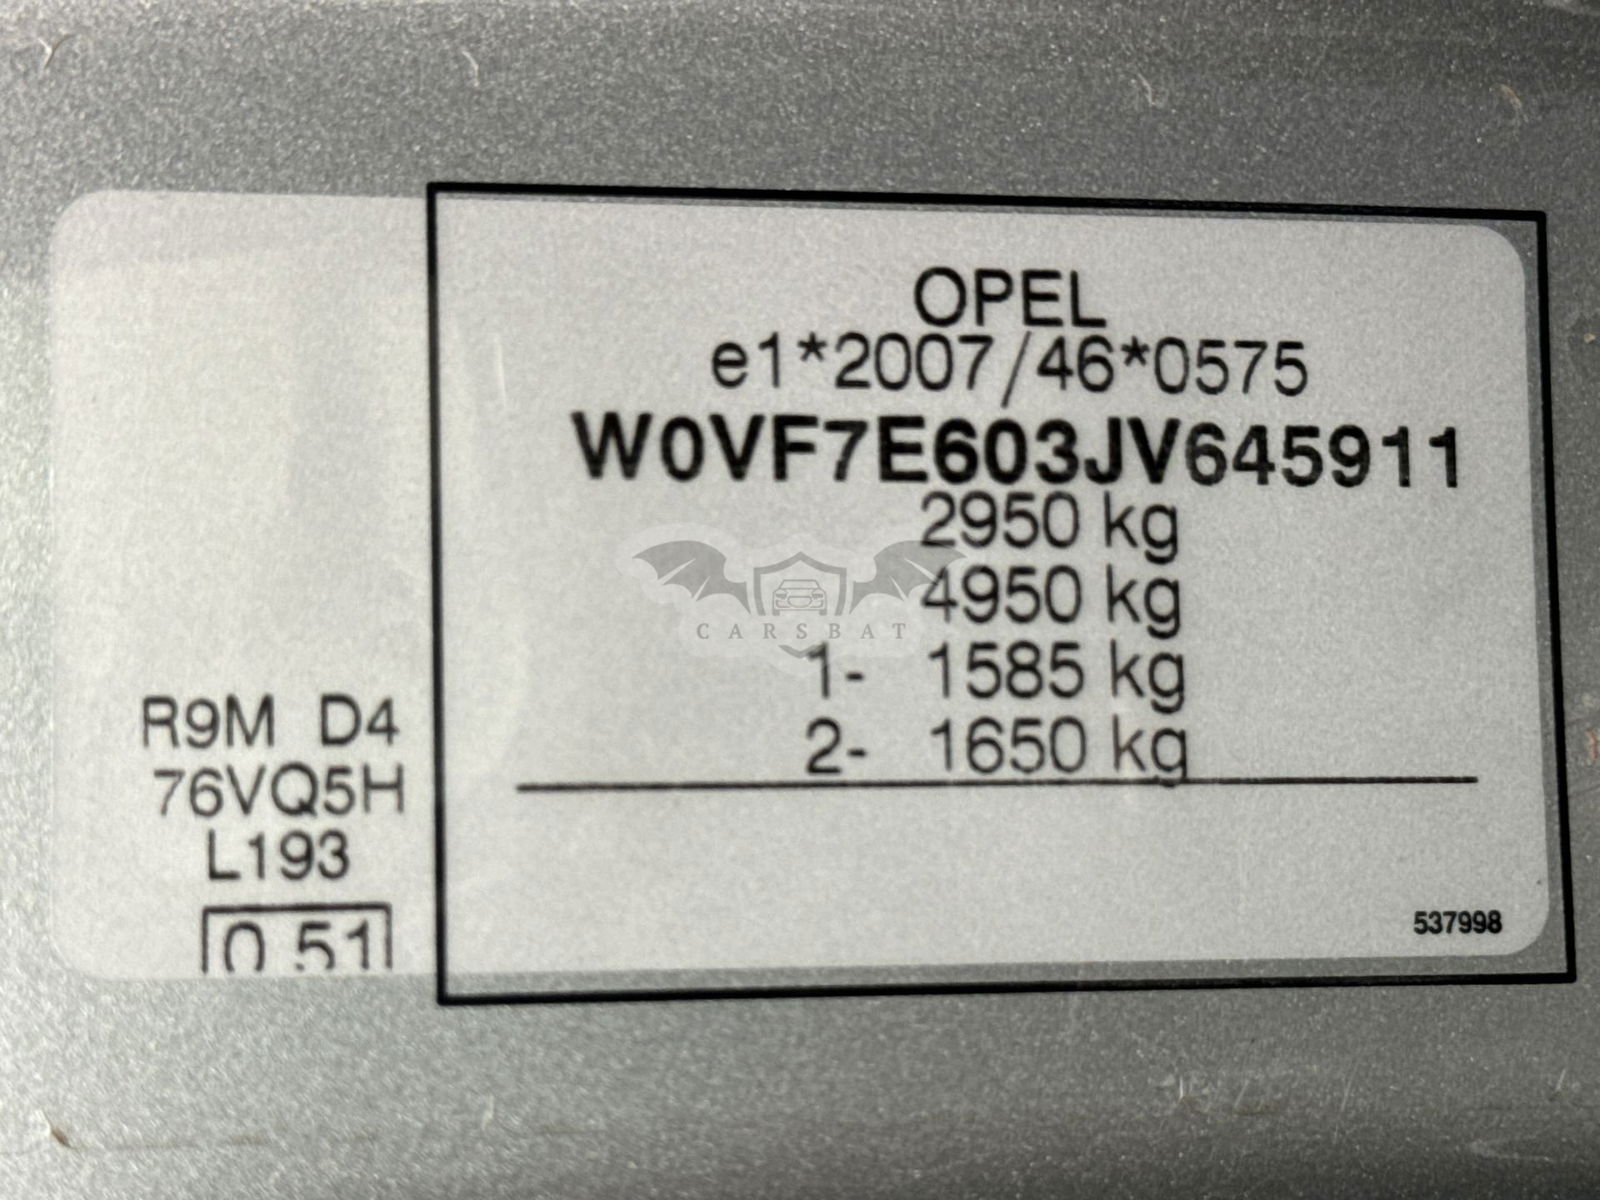 OPEL
e1*2007/46*0575
W0VF7E603JV645911
2950 kg
4950 kg
1- 1585 kg
2- 1650 kg
R9M D4
76VQ5H
L193
0.51
537998
CARSBAT